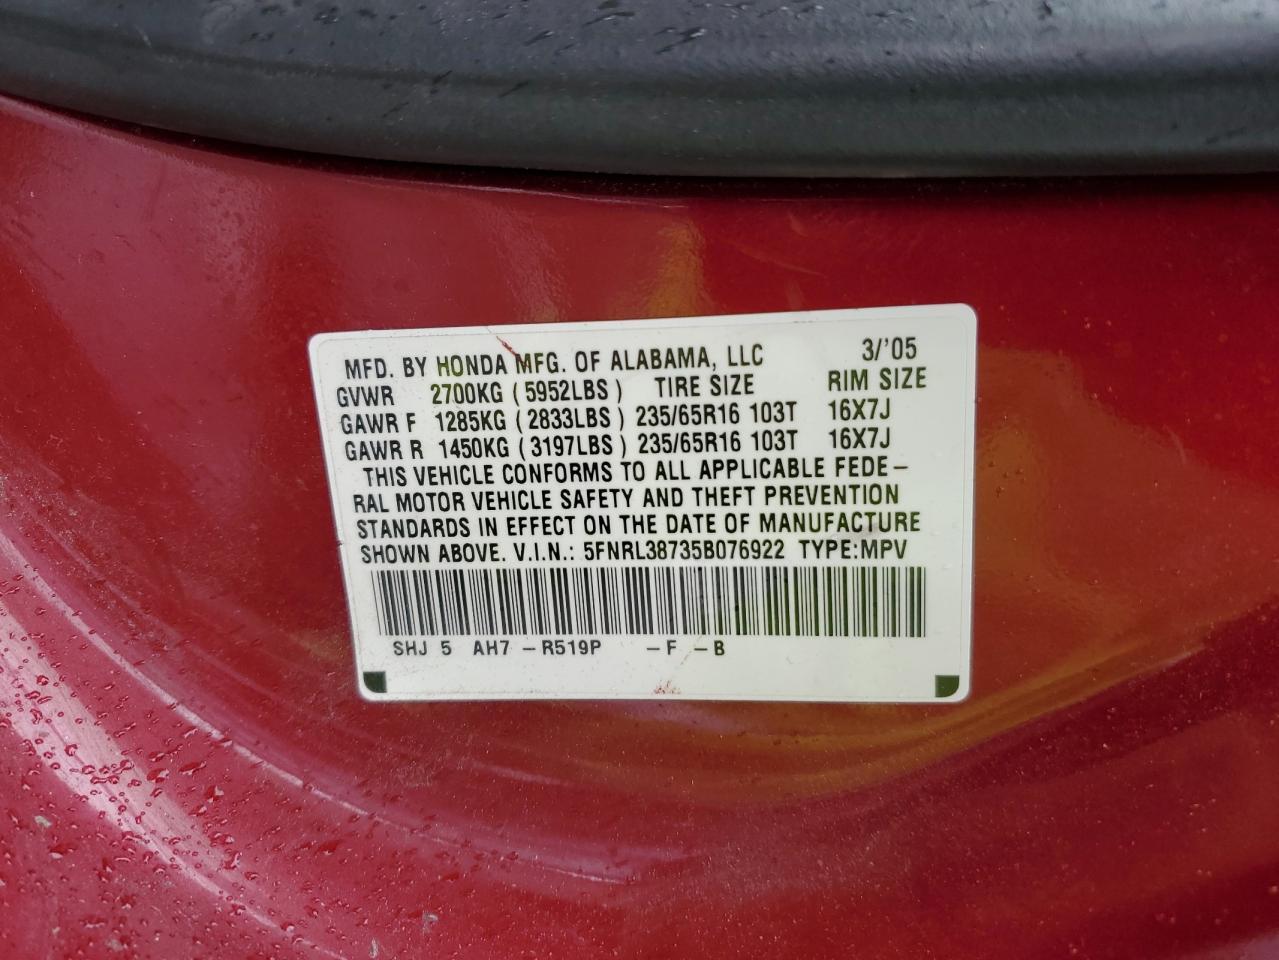 MFD. BY HONDA MFG. OF ALABAMA, LLC 3/'05
GVWR 2700KG (5952LBS) TIRE SIZE RIM SIZE
GAWR F 1285KG (2833LBS) 235/65R16 103T 16X7J
GAWR R 1450KG (3197LBS) 235/65R16 103T 16X7J
THIS VEHICLE CONFORMS TO ALL APPLICABLE FEDE-
RAL MOTOR VEHICLE SAFETY AND THEFT PREVENTION
STANDARDS IN EFFECT ON THE DATE OF MANUFACTURE
SHOWN ABOVE. V.I.N.: 5FNRL38735B076922 TYPE:MPV
SHJ 5 AH7 -R519P -F -B